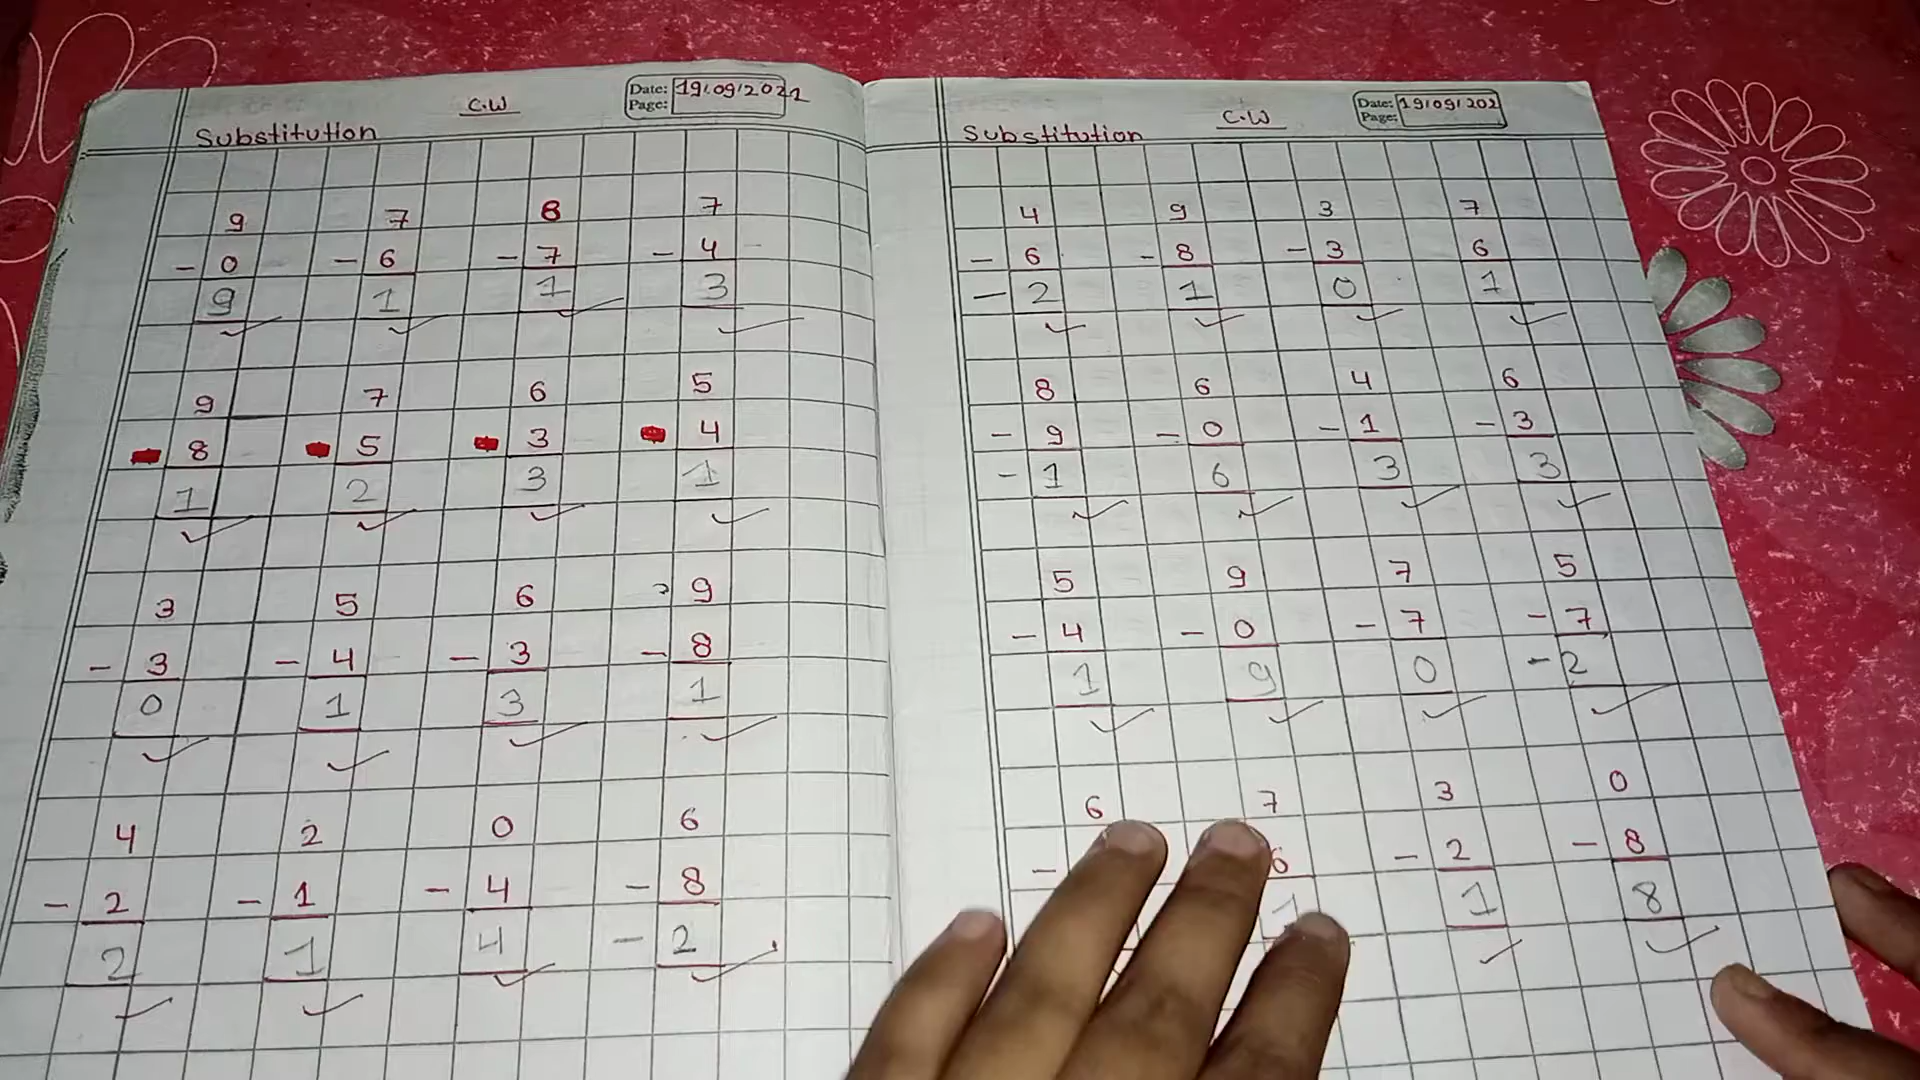 C.W
Date: 19/09/2021
Page:
Substitution
9 7 8 7
- 0 - 6 - 7 - 4
9 1 1 3
9 7 6 5
- 8 - 5 - 3 - 4
1 2 3 1
3 5 6 9
- 3 - 4 - 3 - 8
0 1 3 1
4 2 0 6
- 2 - 1 - 4 - 8
2 1 4 - 2
C.W
Date: 19/09/202
Page:
Substitution
4 9 3 7
- 6 - 8 - 3 6
- 2 1 0 1
8 6 4 6
- 9 - 0 - 1 - 3
- 1 6 3 3
5 9 7 5
- 4 - 0 - 7 - 7
1 9 0 - 2
6 7 3 0
- 6 - 2 - 8
1 1 8